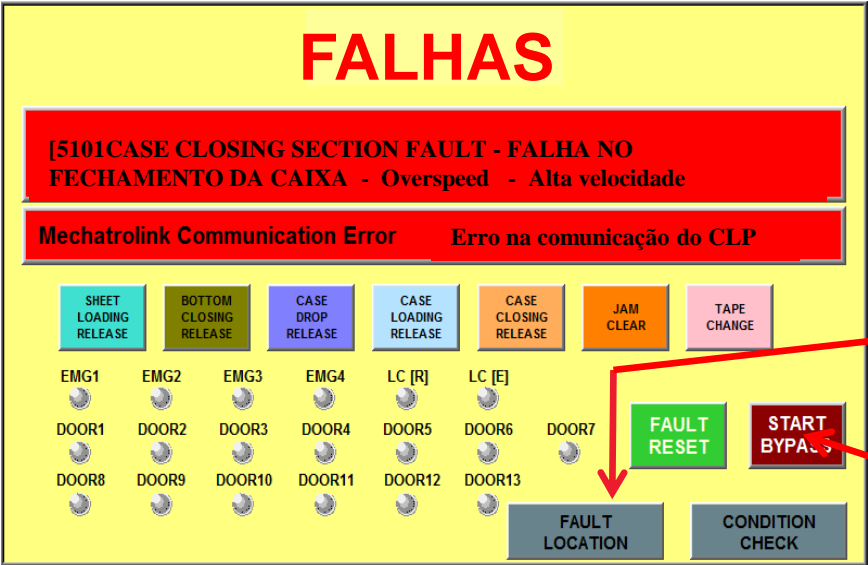 FALHAS
[5101CASE CLOSING SECTION FAULT - FALHA NO
FECHAMENTO DA CAIXA - Overspeed - Alta velocidade
Mechatrolink Communication Error Erro na comunicação do CLP
SHEET
LOADING
RELEASE
BOTTOM
CLOSING
RELEASE
CASE
DROP
RELEASE
CASE
LOADING
RELEASE
CASE
CLOSING
RELEASE
JAM
CLEAR
TAPE
CHANGE
EMG1 EMG2 EMG3 EMG4 LC [R] LC [E]
DOOR1 DOOR2 DOOR3 DOOR4 DOOR5 DOOR6 DOOR7
DOOR8 DOOR9 DOOR10 DOOR11 DOOR12 DOOR13
FAULT
RESET
START
BYPASS
FAULT
LOCATION
CONDITION
CHECK